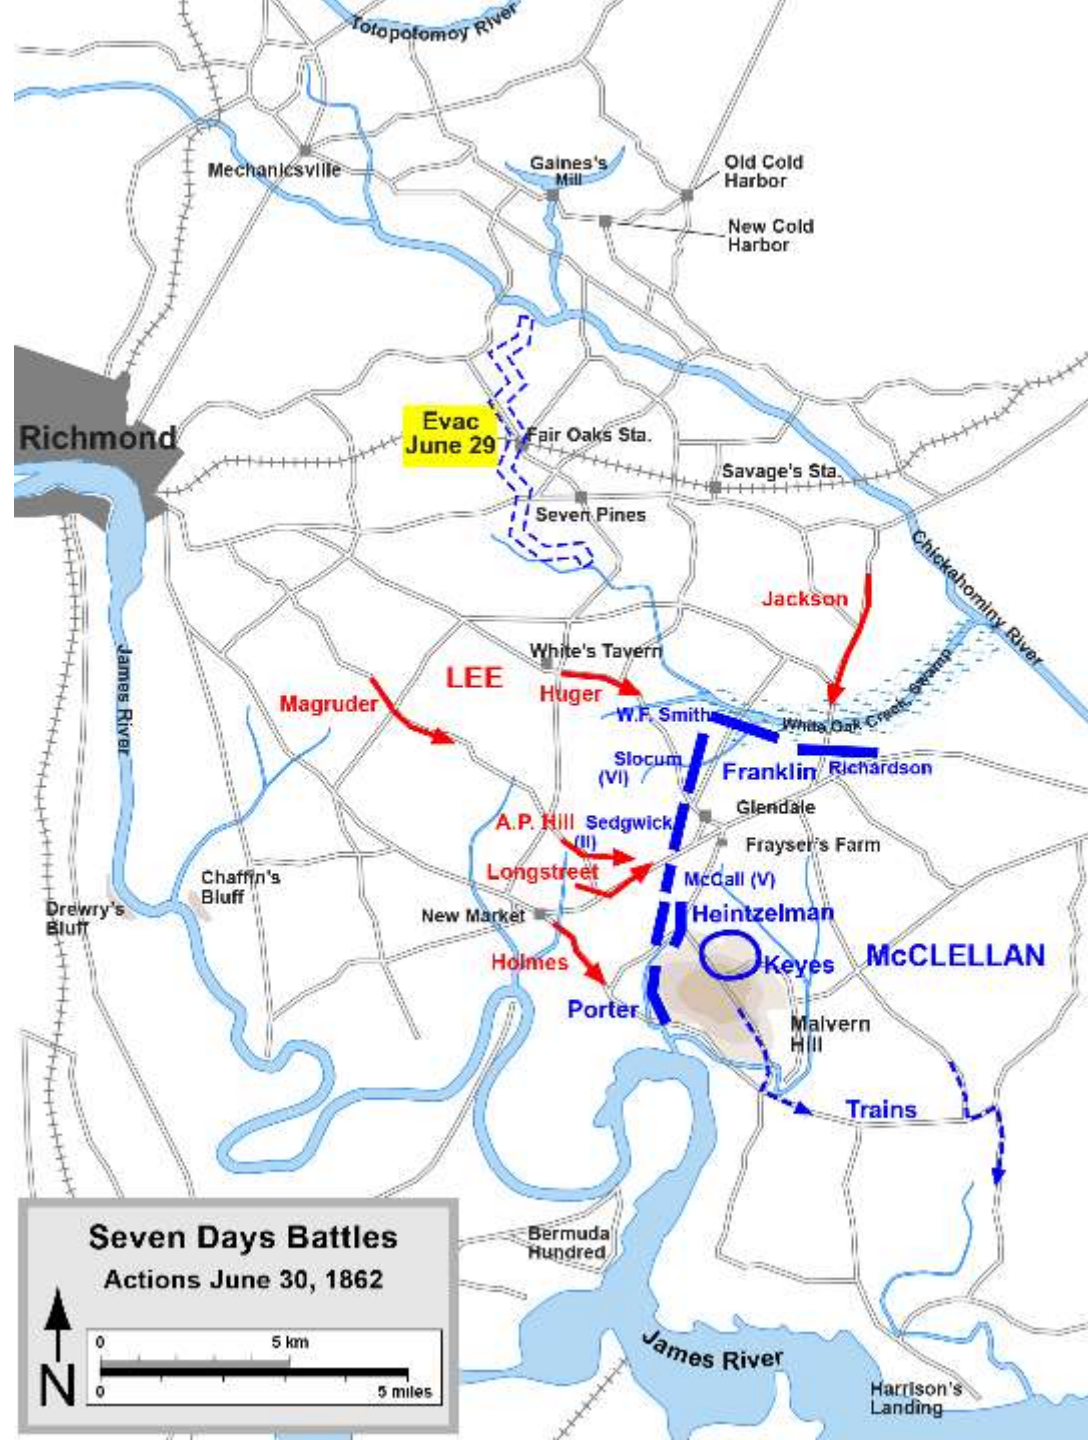 Totopotomoy River
Mechanicsville
Gaines's
Mill
Old Cold
Harbor
New Cold
Harbor
Richmond
Evac
June 29
Fair Oaks Sta.
Savage's Sta.
Seven Pines
Chickahominy River
Jackson
James River
White's Tavern
LEE
Huger
Magruder
W.F. Smith
White Oak Creek, Swamp
Slocum
(VI)
Franklin
Richardson
Glendale
A.P. Hill
Sedgwick
(II)
Frayser's Farm
Longstreet
McCall (V)
Chaffin's
Bluff
Drewry's
Bluff
New Market
Heintzelman
Holmes
Keyes
McCLELLAN
Porter
Malvern
Hill
Trains
Bermuda
Hundred
James River
Harrison's
Landing
Seven Days Battles
Actions June 30, 1862
N
0
5 km
0
5 miles